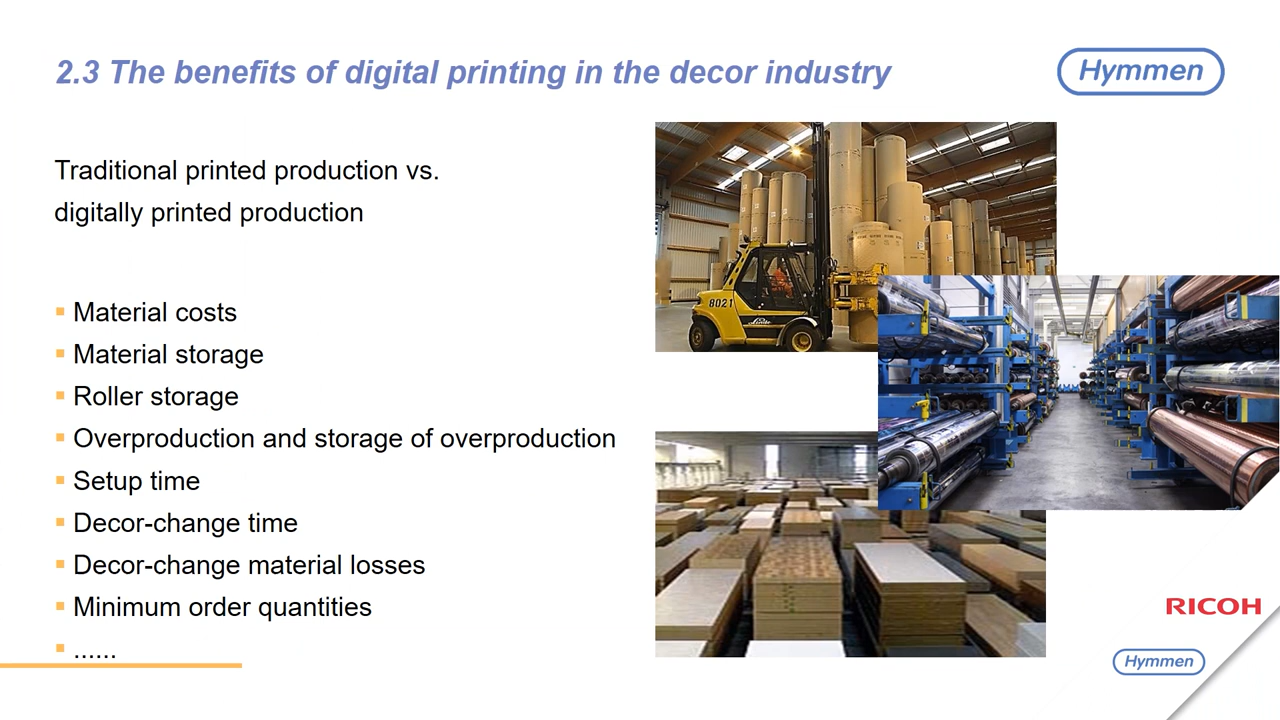 2.3 The benefits of digital printing in the decor industry
Hymmen
Traditional printed production vs.
digitally printed production
Material costs
Material storage
Roller storage
Overproduction and storage of overproduction
Setup time
Decor-change time
Decor-change material losses
Minimum order quantities
......
8021
Linde
RICOH
Hymmen